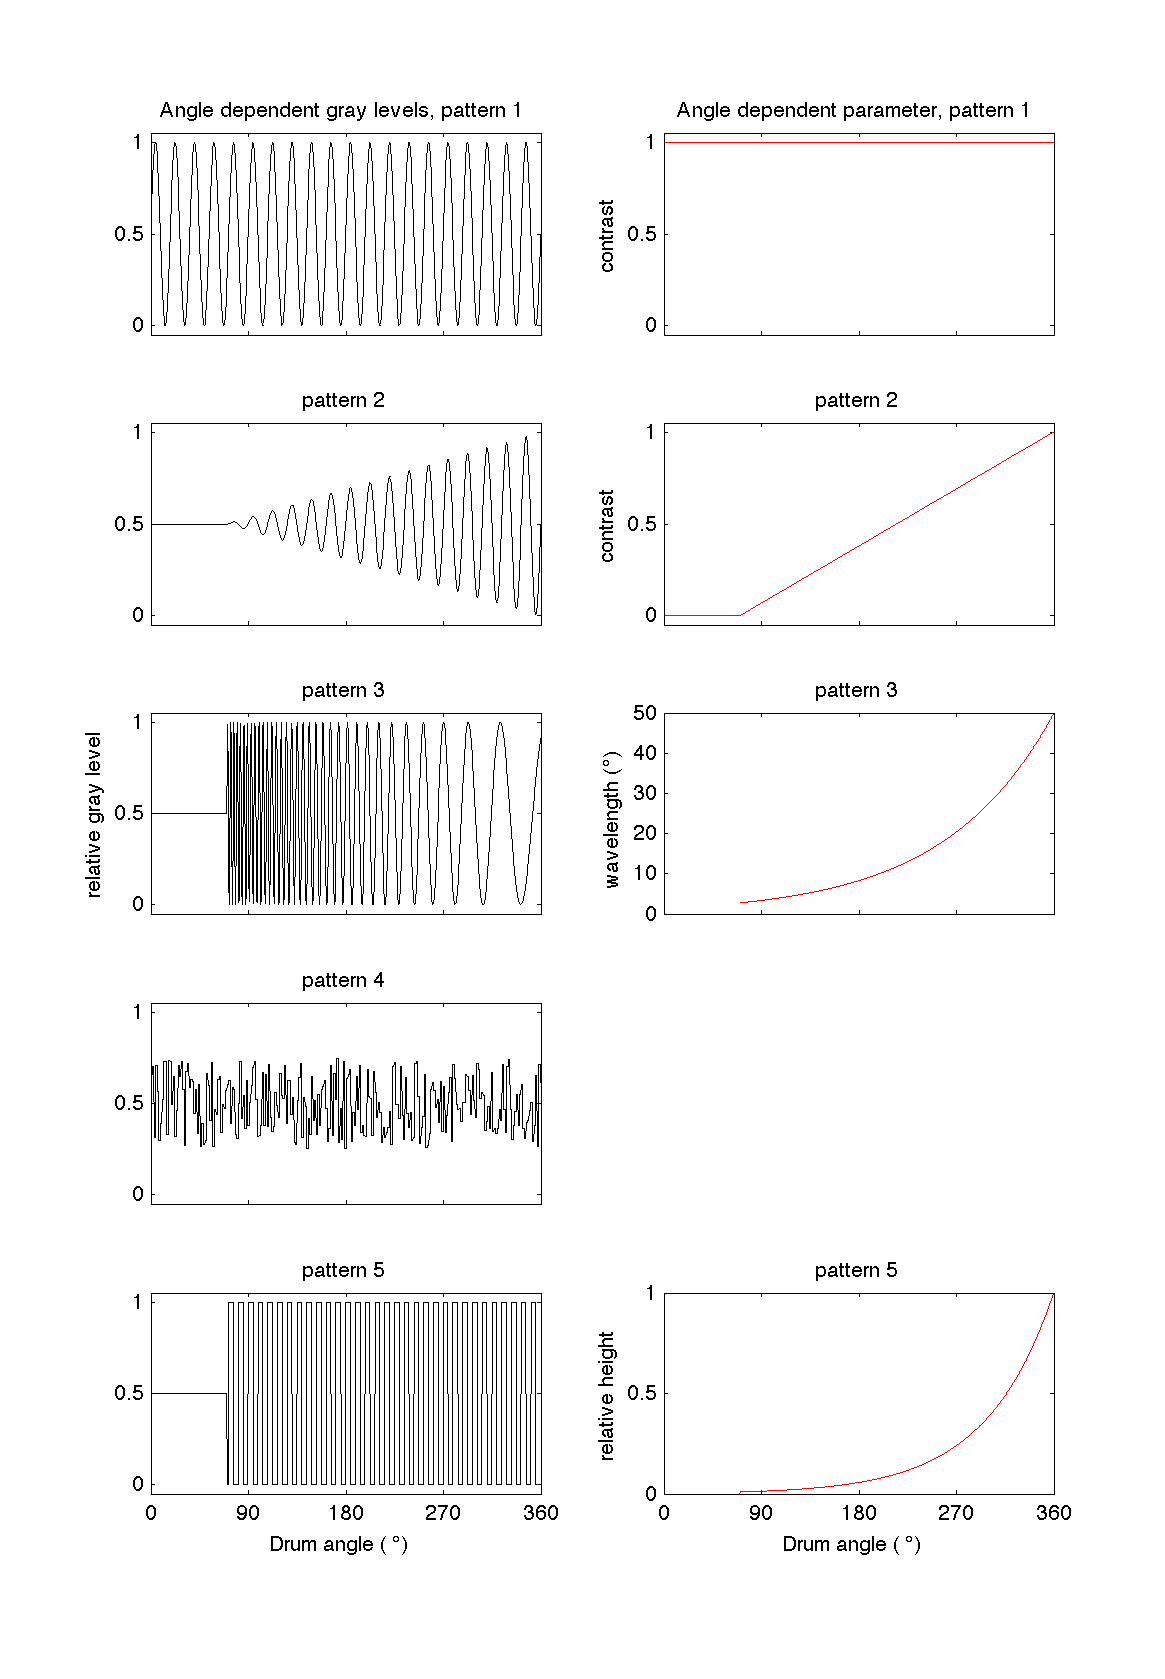 Angle dependent gray levels, pattern 1
1
0.5
0
Angle dependent parameter, pattern 1
contrast
1
0.5
0
pattern 2
1
0.5
0
pattern 2
contrast
1
0.5
0
pattern 3
relative gray level
1
0.5
0
pattern 3
wavelength (°)
50
40
30
20
10
0
pattern 4
1
0.5
0
pattern 5
1
0.5
0
0 90 180 270 360
Drum angle ( °)
pattern 5
relative height
1
0.5
0
0 90 180 270 360
Drum angle ( °)